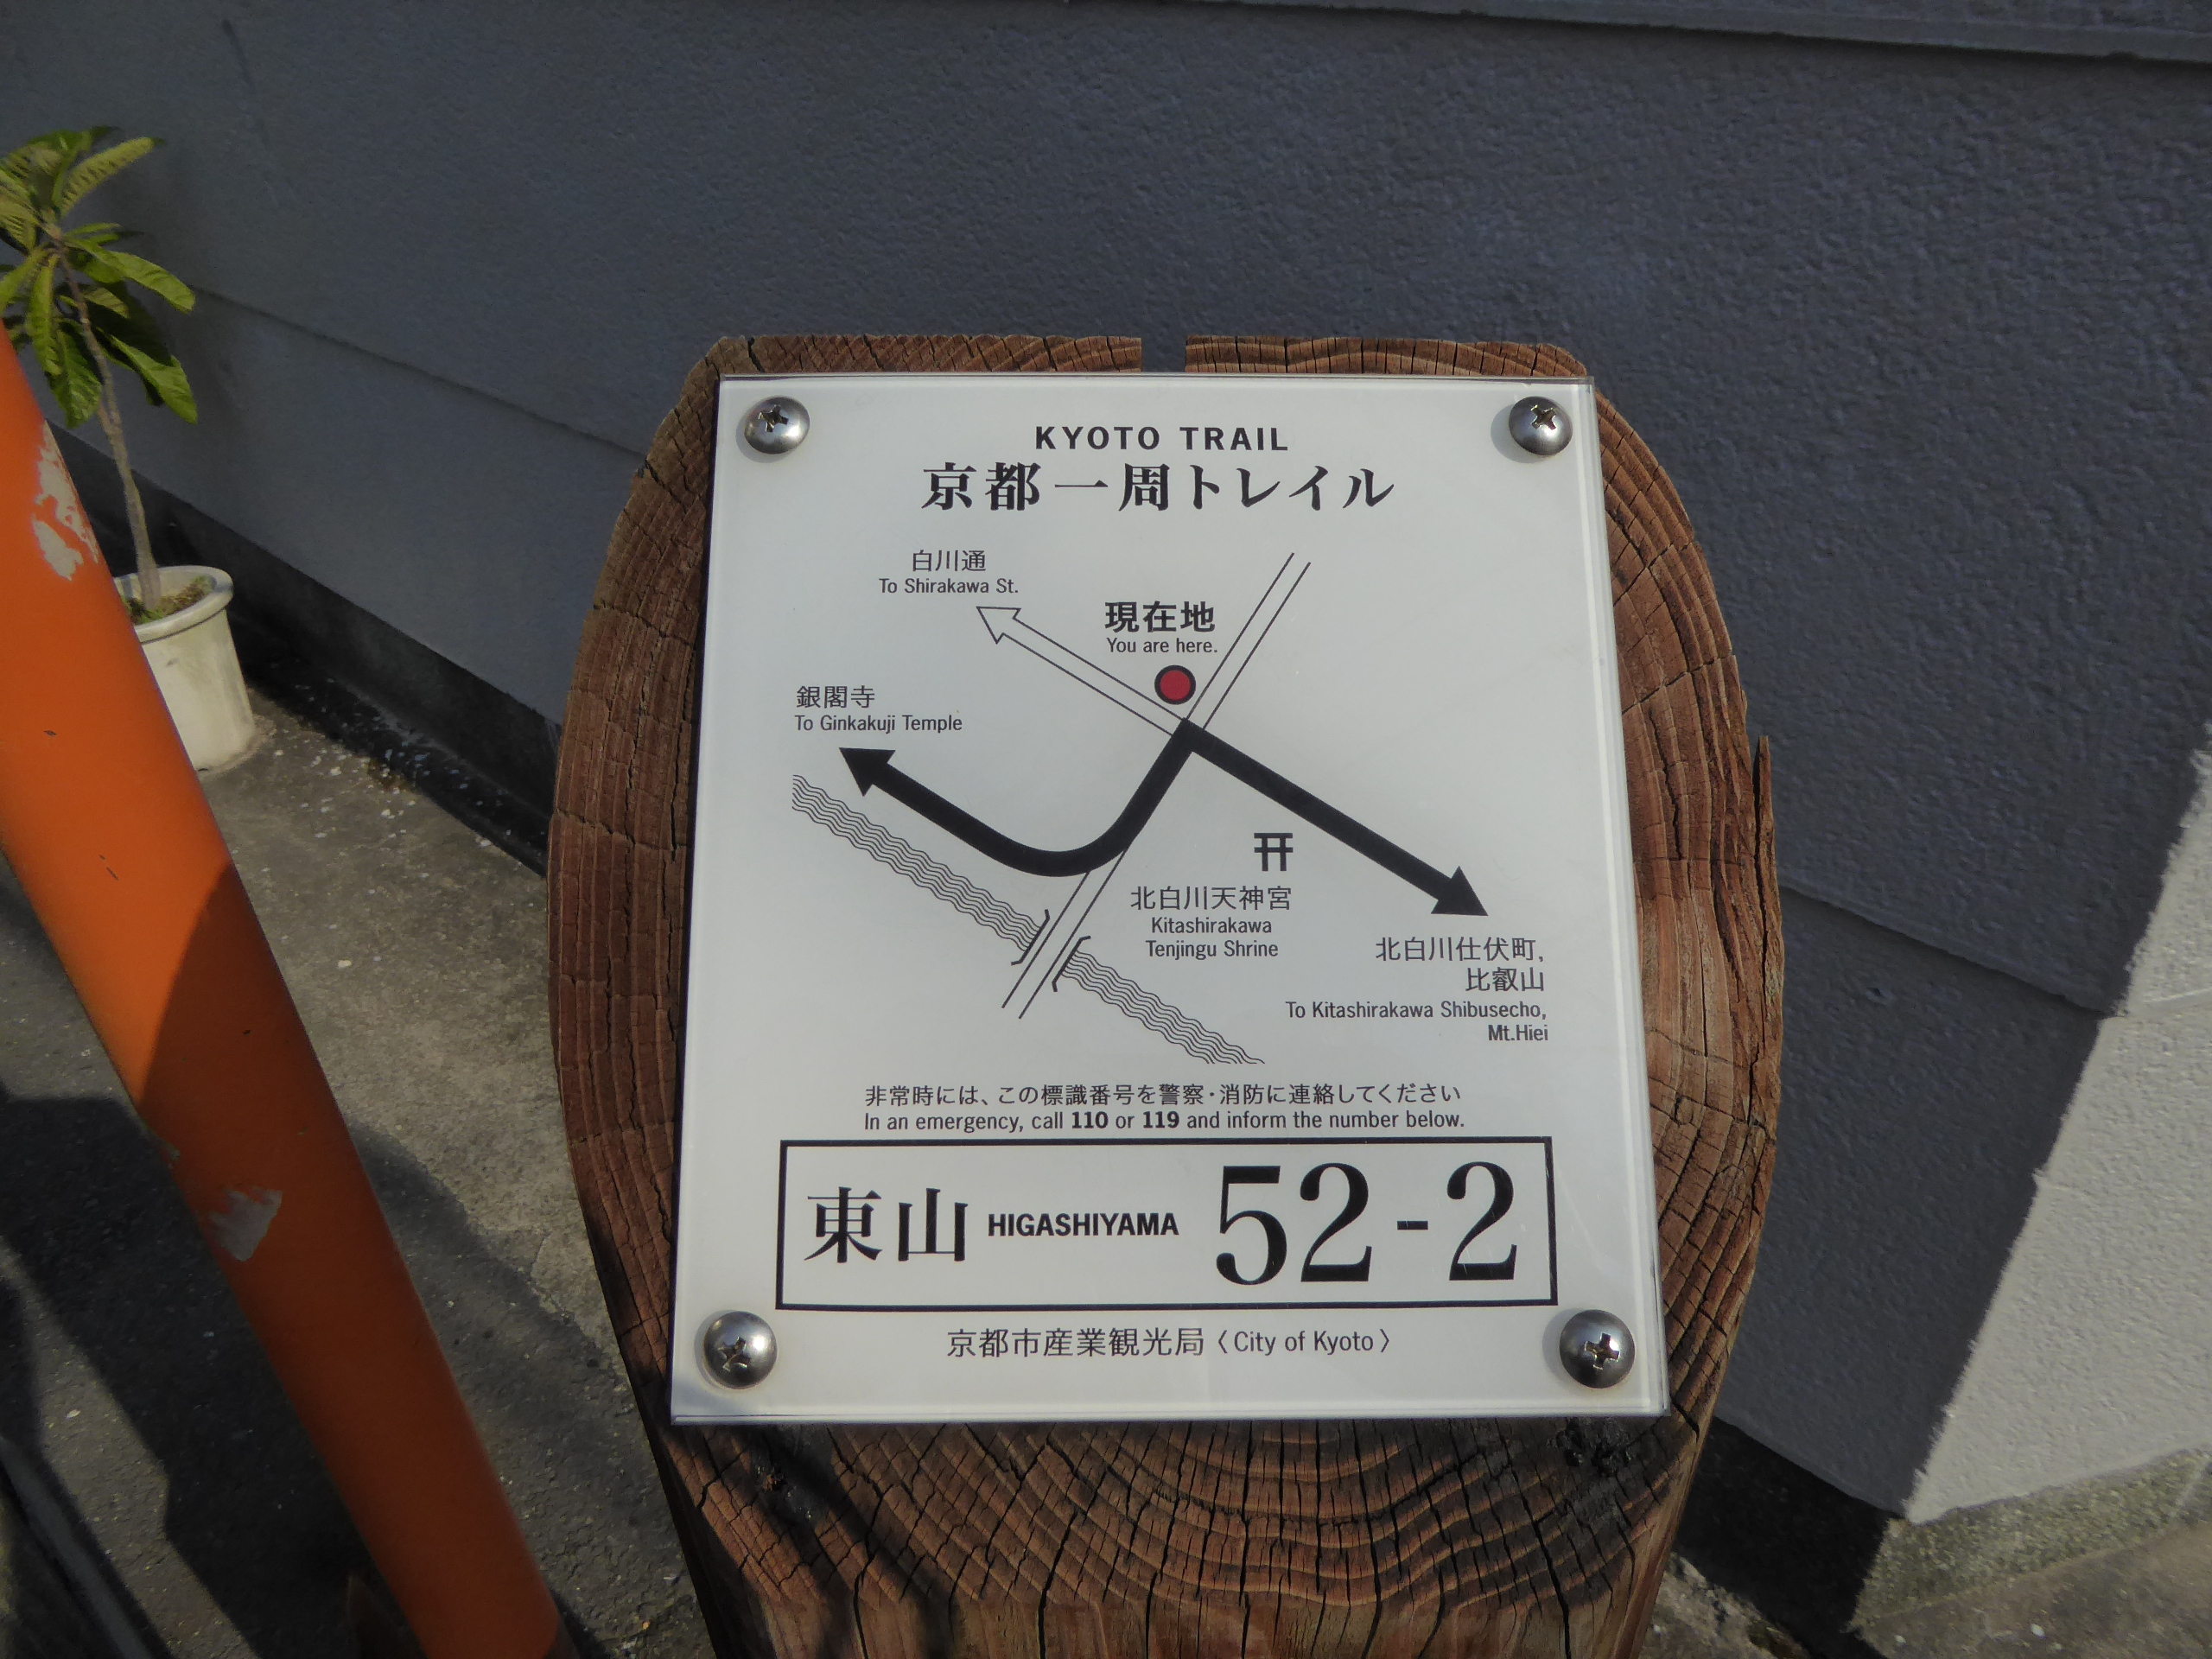 KYOTO TRAIL
京都一周トレイル
白川通
To Shirakawa St.
現在地
You are here.
銀閣寺
To Ginkakuji Temple
北白川天神宮
Kitashirakawa
Tenjingu Shrine
北白川仕伏町,
比叡山
To Kitashirakawa Shibusecho,
Mt.Hiei
非常時には、この標識番号を警察・消防に連絡してください
In an emergency, call 110 or 119 and inform the number below.
東山 HIGASHIYAMA 52-2
京都市産業観光局〈City of Kyoto〉